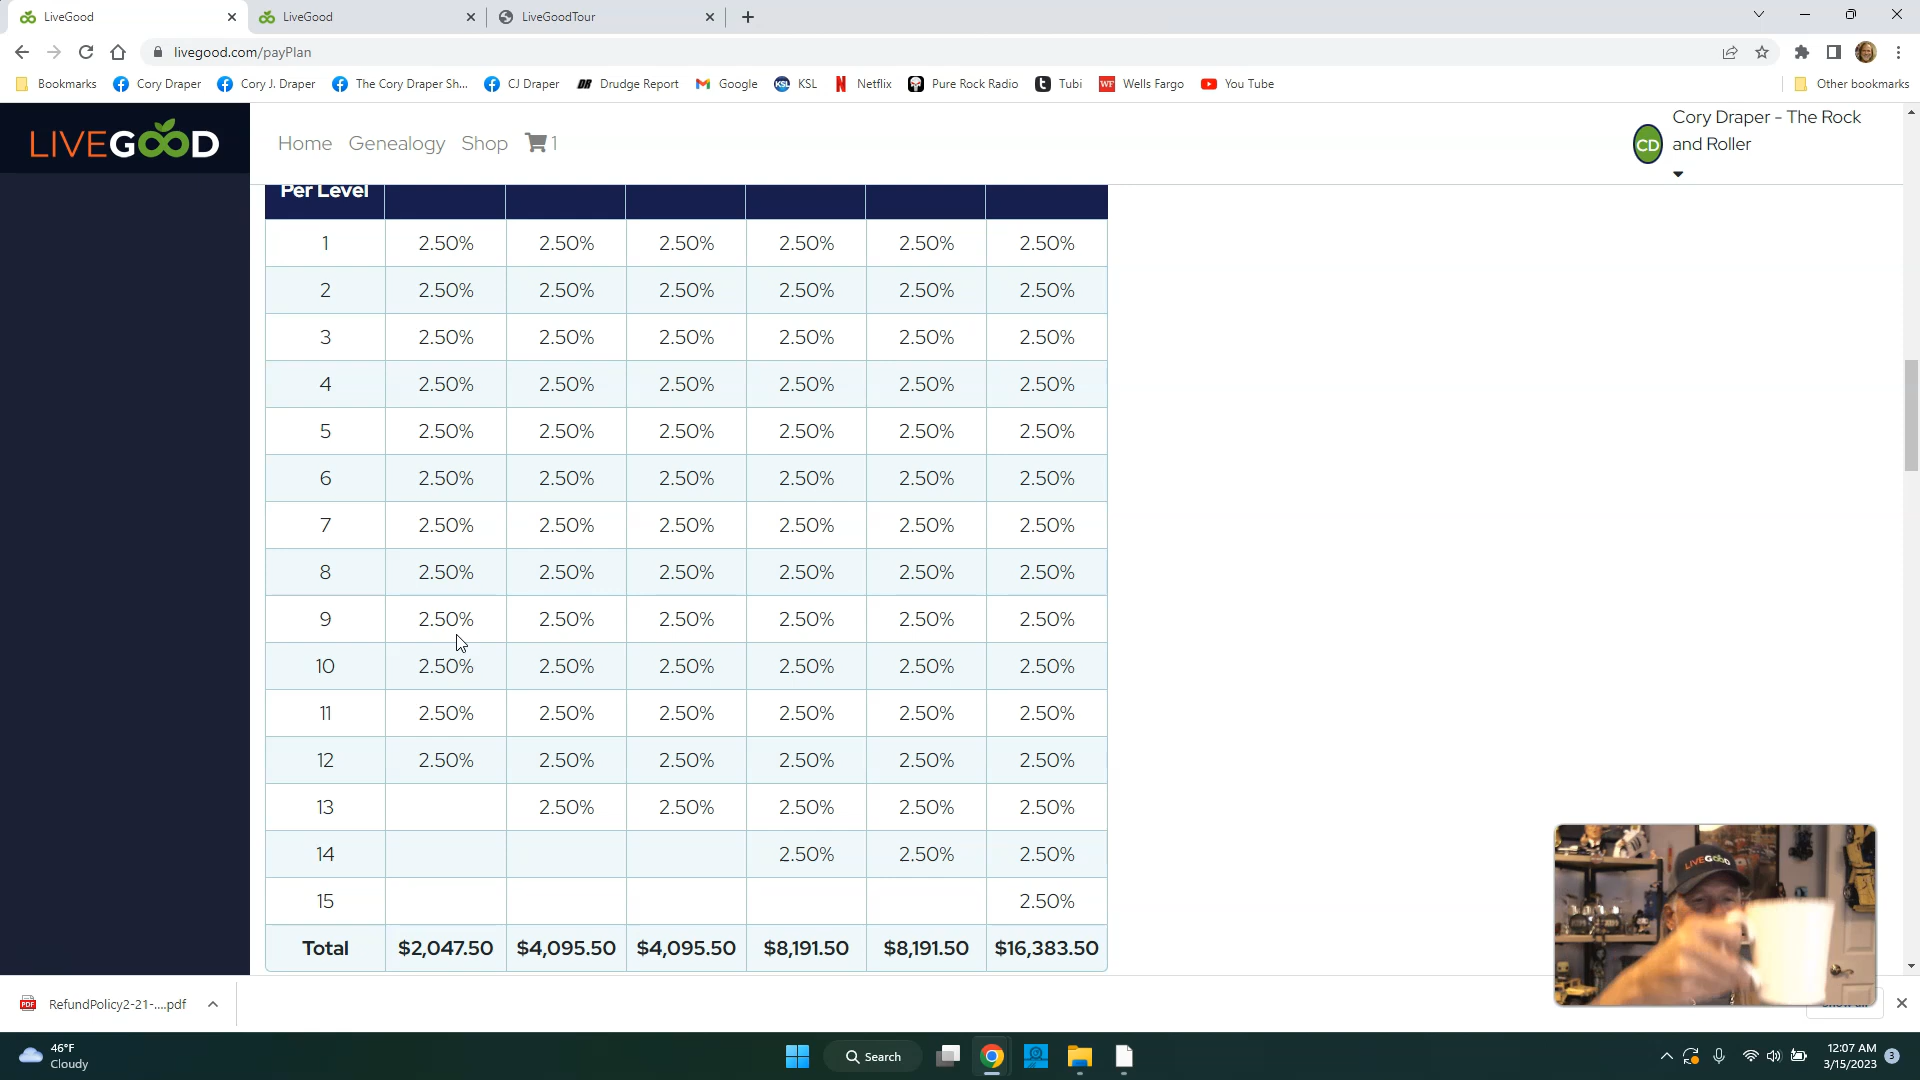 LiveGood
LiveGood
LiveGoodTour
livegood.com/payPlan
Bookmarks Cory Draper Cory J. Draper The Cory Draper Sh... CJ Draper Drudge Report Google KSL Netflix Pure Rock Radio Tubi Wells Fargo You Tube Other bookmarks
LIVEGOOD
Home Genealogy Shop 1
CD Cory Draper - The Rock
and Roller
Per Level
1 2.50% 2.50% 2.50% 2.50% 2.50% 2.50%
2 2.50% 2.50% 2.50% 2.50% 2.50% 2.50%
3 2.50% 2.50% 2.50% 2.50% 2.50% 2.50%
4 2.50% 2.50% 2.50% 2.50% 2.50% 2.50%
5 2.50% 2.50% 2.50% 2.50% 2.50% 2.50%
6 2.50% 2.50% 2.50% 2.50% 2.50% 2.50%
7 2.50% 2.50% 2.50% 2.50% 2.50% 2.50%
8 2.50% 2.50% 2.50% 2.50% 2.50% 2.50%
9 2.50% 2.50% 2.50% 2.50% 2.50% 2.50%
10 2.50% 2.50% 2.50% 2.50% 2.50% 2.50%
11 2.50% 2.50% 2.50% 2.50% 2.50% 2.50%
12 2.50% 2.50% 2.50% 2.50% 2.50% 2.50%
13 2.50% 2.50% 2.50% 2.50% 2.50%
14 2.50% 2.50% 2.50%
15 2.50%
Total $2,047.50 $4,095.50 $4,095.50 $8,191.50 $8,191.50 $16,383.50
LIVEGOOD
RefundPolicy2-21-....pdf
46°F
Cloudy
Search
12:07 AM
3/15/2023
3